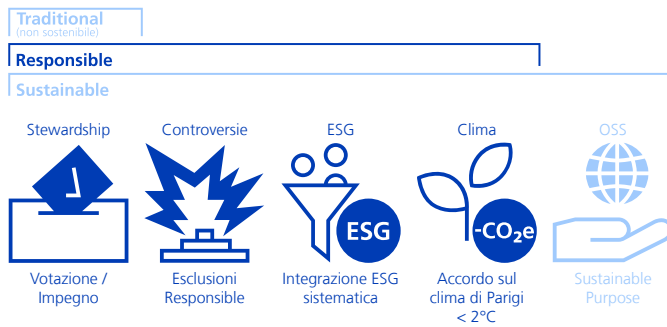 Traditional
(non sostenibile)
Responsible
Sustainable
Stewardship
Controversie
ESG
Clima
OSS
ESG
-CO₂e
Votazione /
Impegno
Esclusioni
Responsible
Integrazione ESG
sistematica
Accordo sul
clima di Parigi
< 2°C
Sustainable
Purpose